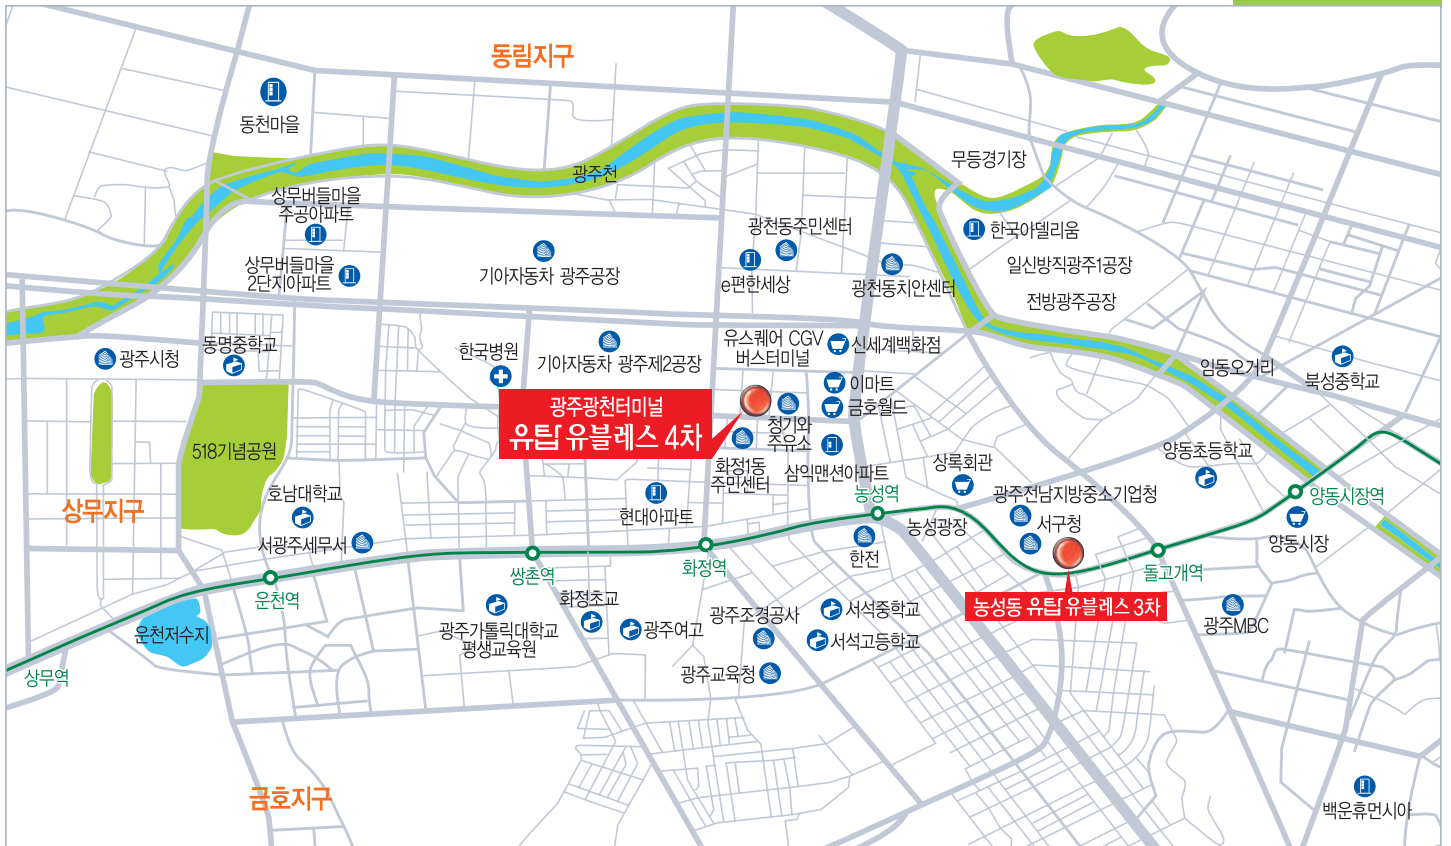 동림지구
동천마을
광주천
무등경기장
상무버들마을
주공아파트
상무버들마을
2단지아파트
기아자동차 광주공장
광천동주민센터
e편한세상
광천동치안센터
한국아델리움
일신방직광주1공장
전방광주공장
광주시청
동명중학교
한국병원
기아자동차 광주제2공장
유스퀘어 CGV
버스터미널
신세계백화점
이마트
금호월드
임동오거리
북성중학교
광주광천터미널
유탑 유블레스 4차
청기와
주유소
518기념공원
화정1동
주민센터
삼익맨션아파트
상록회관
양동초등학교
상무지구
호남대학교
현대아파트
농성역
광주전남지방중소기업청
양동시장역
서광주세무서
농성광장
서구청
양동시장
한전
쌍촌역
화정역
돌고개역
운천역
화정초교
농성동 유탑 유블레스 3차
운천저수지
광주가톨릭대학교
평생교육원
광주여고
광주조경공사
서석중학교
서석고등학교
광주MBC
상무역
광주교육청
금호지구
백운휴먼시아